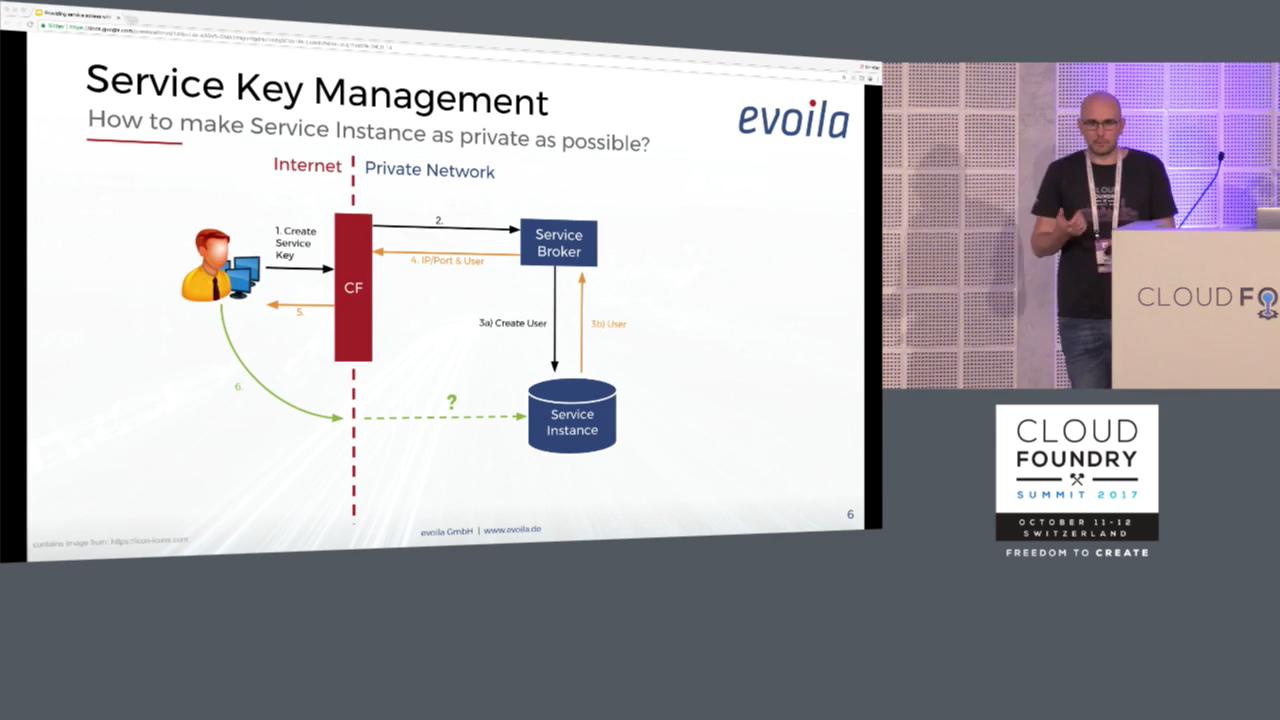 Service Key Management
How to make Service Instance as private as possible?
evoila
Internet
Private Network
1. Create
Service
Key
2.
Service
Broker
4. IP/Port & User
CF
5.
3a) Create User
3b) User
6.
?
Service
Instance
6
evoila GmbH | www.evoila.de
contains image from: https://icon-icons.com
CLOUD
FOUNDRY
CLOUD FO
CLOUD
FOUNDRY
SUMMIT 2017
OCTOBER 11-12
SWITZERLAND
FREEDOM TO CREATE